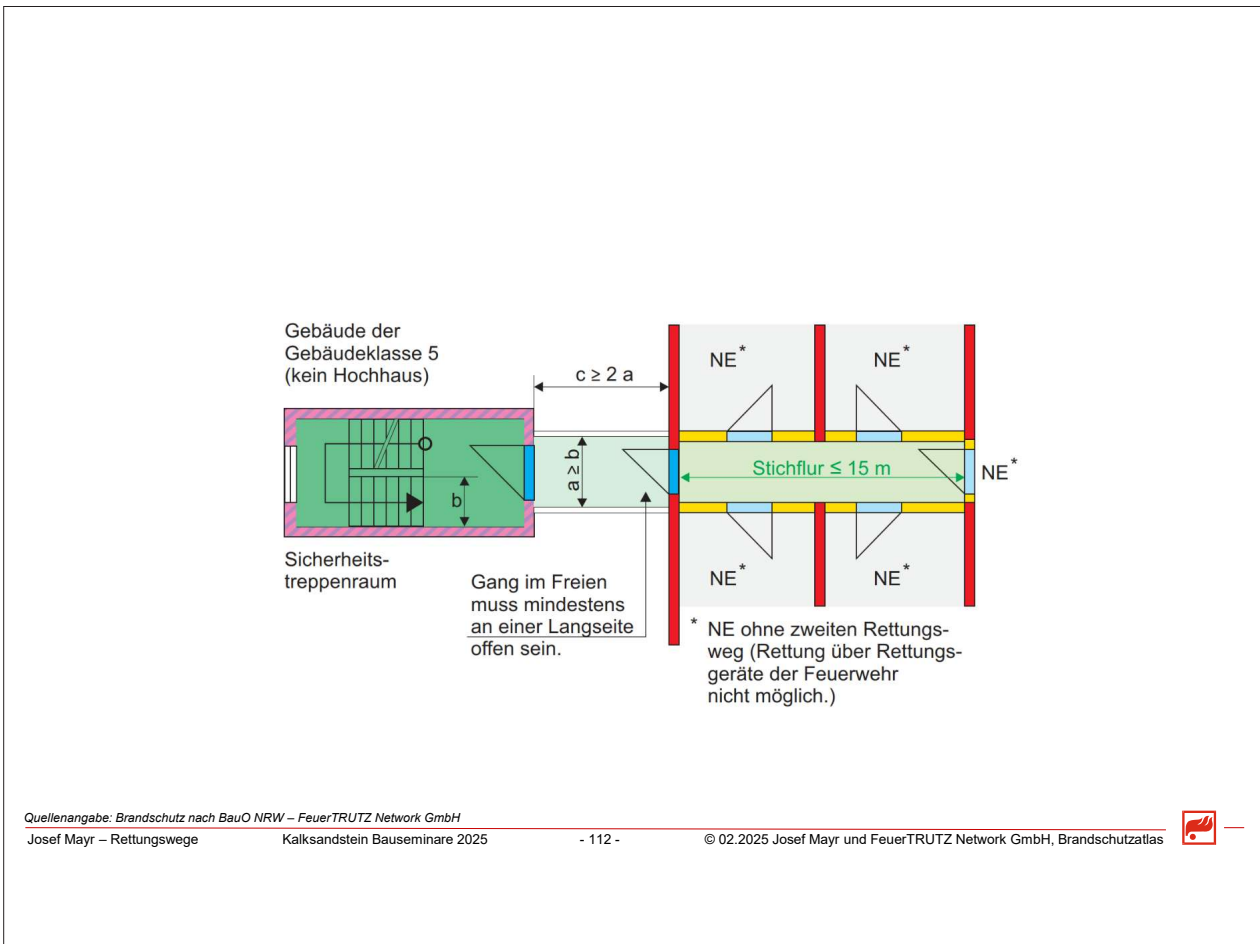 Gebäude der
Gebäudeklasse 5
(kein Hochhaus)
c ≥ 2 a
NE*
NE*
a ≥ b
b
Stichflur ≤ 15 m
NE*
Sicherheits-
treppenraum
Gang im Freien
muss mindestens
an einer Langseite
offen sein.
NE*
NE*
* NE ohne zweiten Rettungs-
weg (Rettung über Rettungs-
geräte der Feuerwehr
nicht möglich.)
Quellenangabe: Brandschutz nach BauO NRW – FeuerTRUTZ Network GmbH
Josef Mayr – Rettungswege Kalksandstein Bauseminare 2025 - 112 - © 02.2025 Josef Mayr und FeuerTRUTZ Network GmbH, Brandschutzatlas